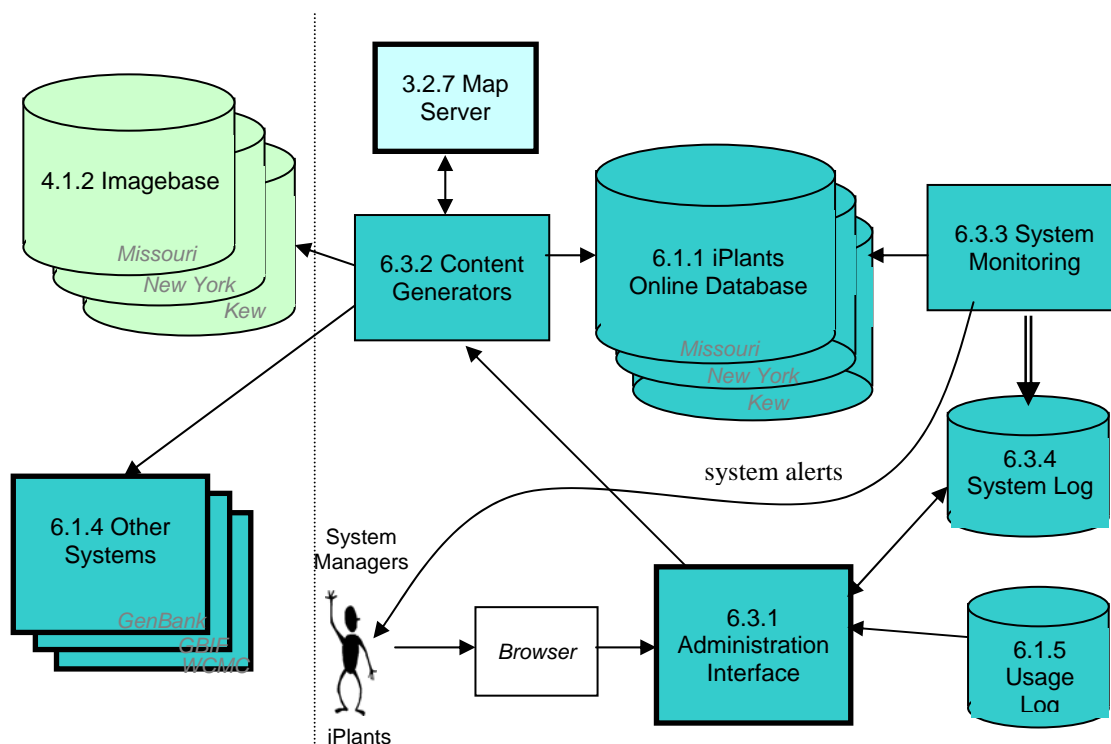 3.2.7 Map
Server
4.1.2 Imagebase
Missouri
New York
Kew
6.3.2 Content
Generators
6.1.1 iPlants
Online Database
Missouri
New York
Kew
6.3.3 System
Monitoring
system alerts
6.3.4
System Log
6.1.4 Other
Systems
GenBank
GBIF
WCMC
System
Managers
iPlants
Browser
6.3.1
Administration
Interface
6.1.5
Usage
Log